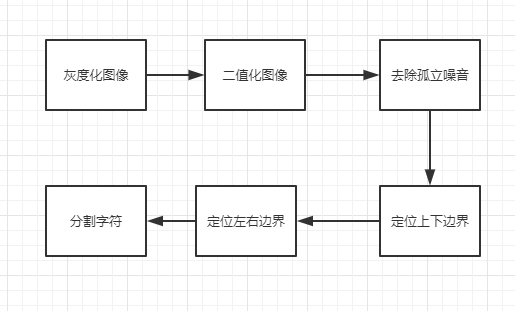 灰度化图像
二值化图像
去除孤立噪音
定位上下边界
定位左右边界
分割字符